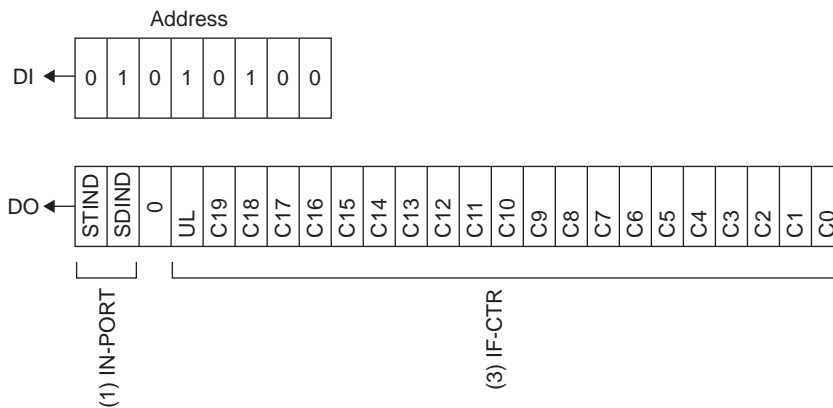 Address
DI 0 1 0 1 0 1 0 0
DO STIND SDIND 0 UL C19 C18 C17 C16 C15 C14 C13 C12 C11 C10 C9 C8 C7 C6 C5 C4 C3 C2 C1 C0
(1) IN-PORT
(3) IF-CTR